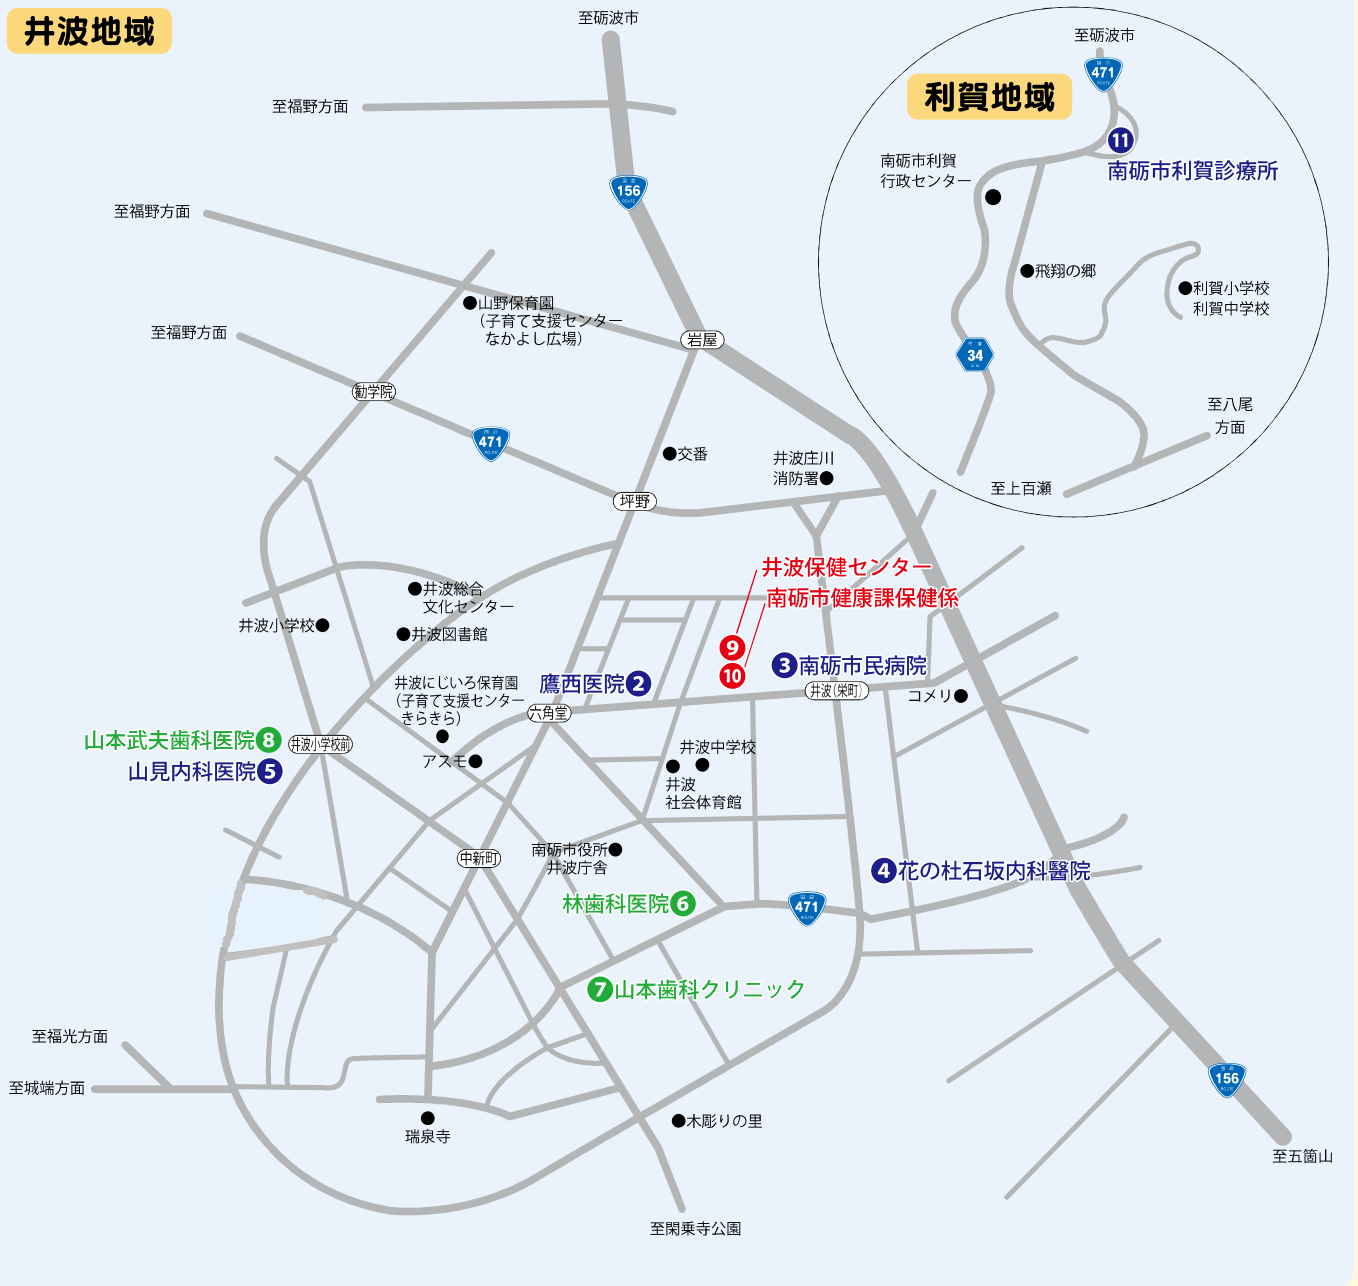 井波地域
至砺波市
至福野方面
156
至福野方面
山野保育園
（子育て支援センター
なかよし広場）
至福野方面
岩屋
勧学院
471
交番
井波庄川
消防署
坪野
井波保健センター
南砺市健康課保健係
井波総合
文化センター
井波小学校
井波図書館
9
10
3 南砺市民病院
井波にじいろ保育園
（子育て支援センター
きらきら）
鷹西医院 2
井波（栄町）
コメリ
六角堂
山本武夫歯科医院 8
井波小学校前
山見内科医院 5
アスモ
井波中学校
井波
社会体育館
中新町
南砺市役所
井波庁舎
4 花の杜石坂内科醫院
林歯科医院 6
471
7 山本歯科クリニック
至福光方面
至城端方面
156
瑞泉寺
木彫りの里
至五箇山
至閑乗寺公園
至砺波市
471
利賀地域
11
南砺市利賀診療所
南砺市利賀
行政センター
飛翔の郷
利賀小学校
利賀中学校
34
至八尾
方面
至上百瀬